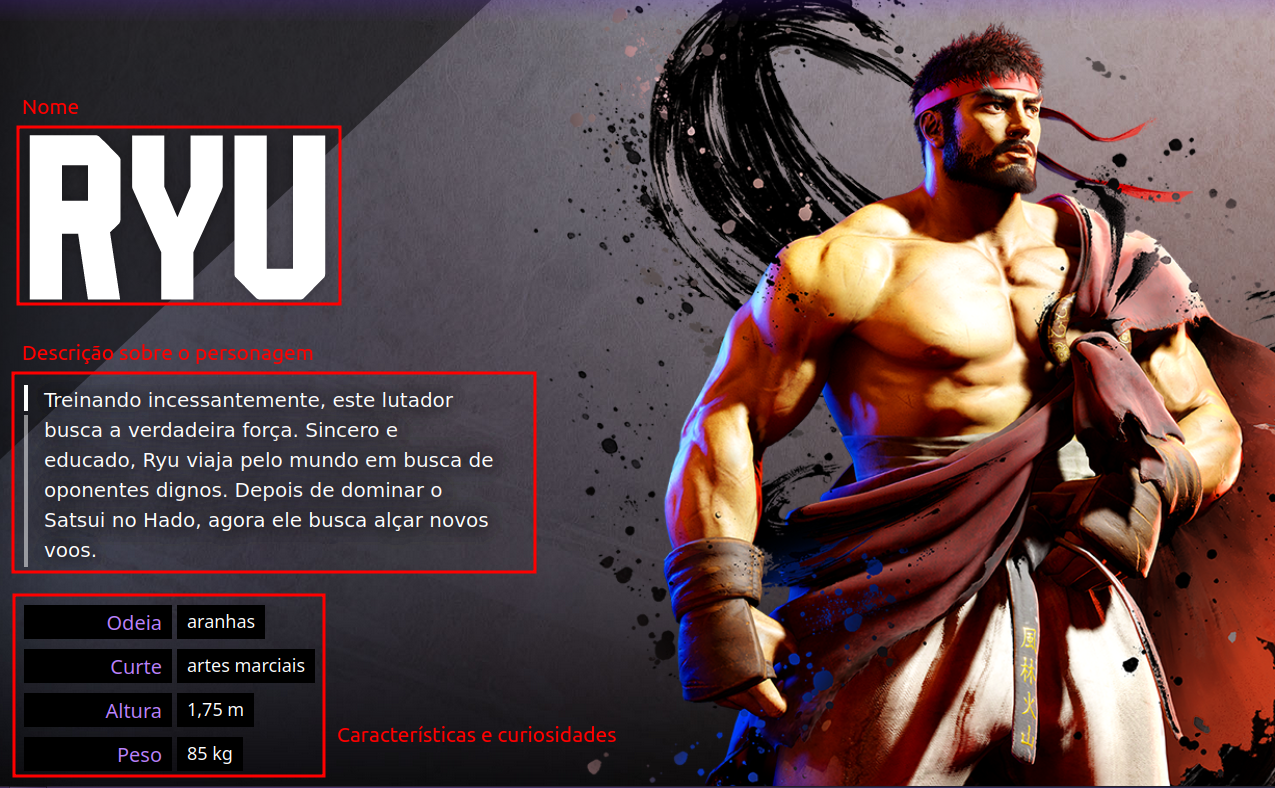 Nome
RYU
Descrição sobre o personagem
Treinando incessantemente, este lutador
busca a verdadeira força. Sincero e
educado, Ryu viaja pelo mundo em busca de
oponentes dignos. Depois de dominar o
Satsui no Hado, agora ele busca alçar novos
voos.
Odeia aranhas
Curte artes marciais
Altura 1,75 m
Peso 85 kg
Características e curiosidades
風
林
火
山